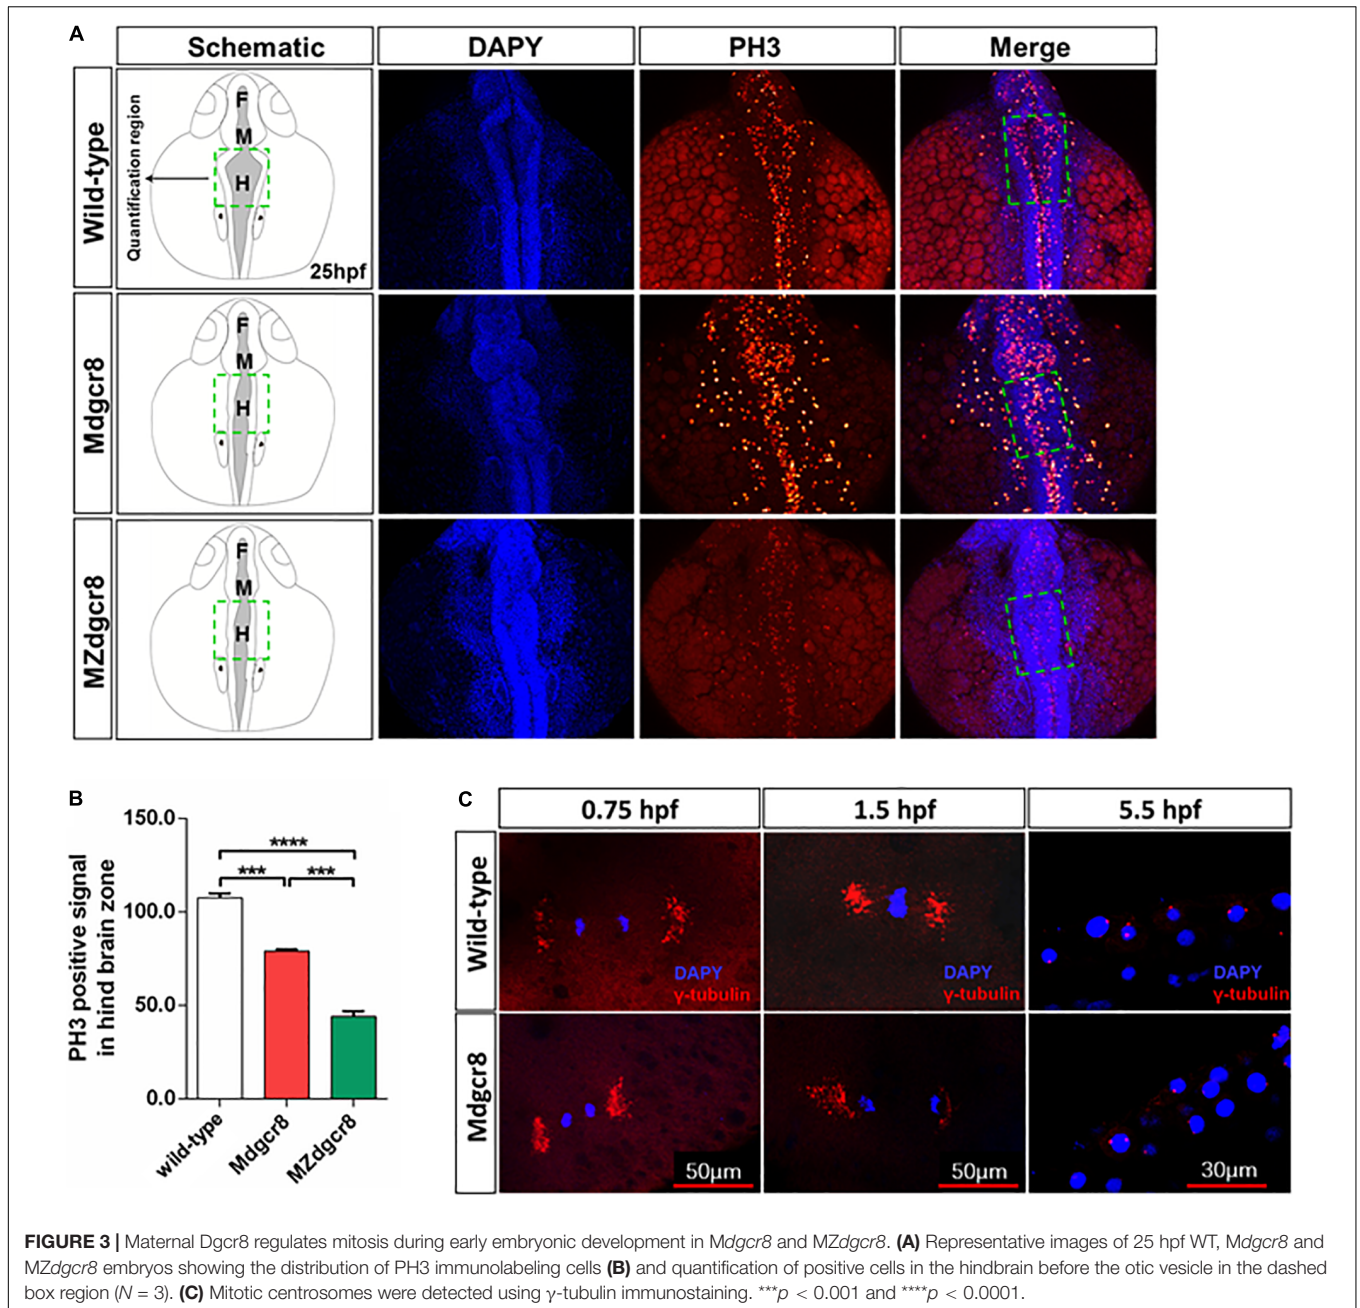 A
Schematic DAPY PH3 Merge
Wild-type
Quantification region
F
M
H
25hpf
Mdgcr8
F
M
H
MZdgcr8
F
M
H
B
150.0
100.0
50.0
0.0
PH3 positive signal
in hind brain zone
****
*** ***
wild-type Mdgcr8 MZdgcr8
C
0.75 hpf 1.5 hpf 5.5 hpf
Wild-type
DAPY DAPY DAPY
γ-tubulin γ-tubulin γ-tubulin
Mdgcr8
50μm 50μm 30μm
FIGURE 3 | Maternal Dgcr8 regulates mitosis during early embryonic development in Mdgcr8 and MZdgcr8. (A) Representative images of 25 hpf WT, Mdgcr8 and
MZdgcr8 embryos showing the distribution of PH3 immunolabeling cells (B) and quantification of positive cells in the hindbrain before the otic vesicle in the dashed
box region (N = 3). (C) Mitotic centrosomes were detected using γ-tubulin immunostaining. ***p < 0.001 and ****p < 0.0001.